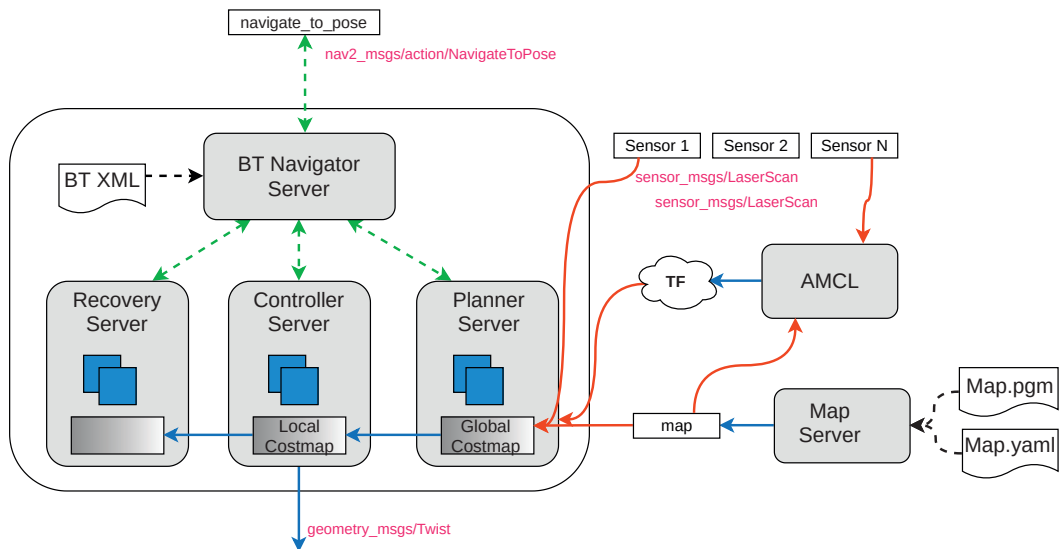 navigate_to_pose
nav2_msgs/action/NavigateToPose
BT Navigator
Server
BT XML
Sensor 1
Sensor 2
Sensor N
sensor_msgs/LaserScan
sensor_msgs/LaserScan
Recovery
Server
Controller
Server
Planner
Server
TF
AMCL
Local
Costmap
Global
Costmap
map
Map
Server
Map.pgm
Map.yaml
geometry_msgs/Twist